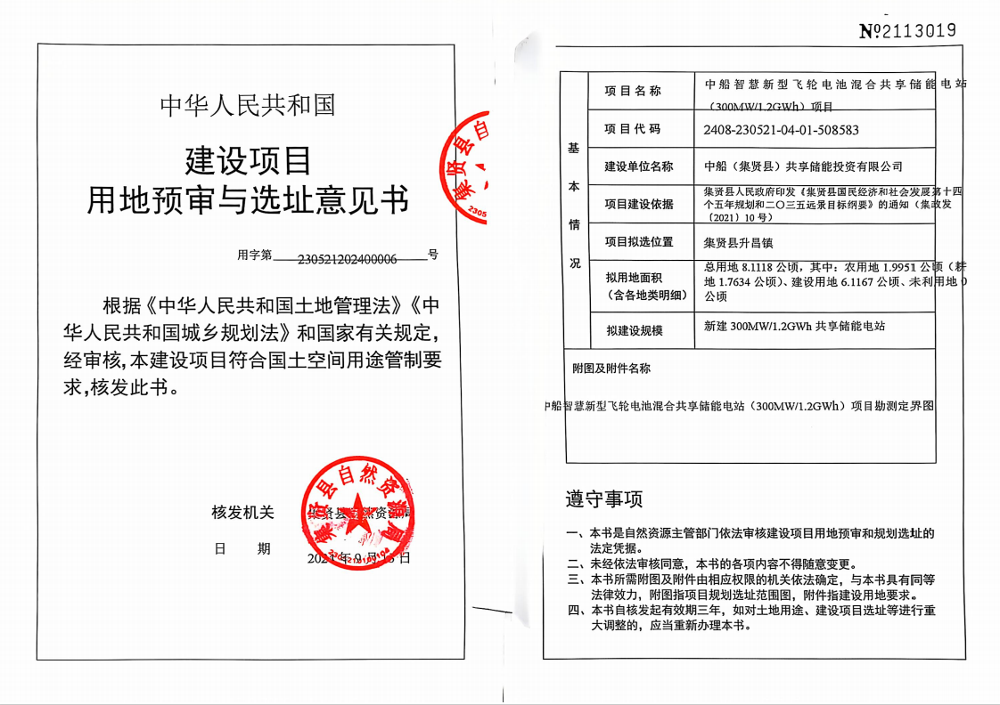 中华人民共和国
建设项目
用地预审与选址意见书
用字第 230521202400006 号
根据《中华人民共和国土地管理法》《中
华人民共和国城乡规划法》和国家有关规定,
经审核,本建设项目符合国土空间用途管制要
求,核发此书。
核发机关
集贤县自然资源局
日 期
集贤县自
2305
№2113019
基本情况
项目名称
中船智慧新型飞轮电池混合共享储能电站
（300MW/1.2GWh）项目
项目代码
2408-230521-04-01-508583
建设单位名称
中船（集贤县）共享储能投资有限公司
项目建设依据
集贤县人民政府印发《集贤县国民经济和社会发展第十四
个五年规划和二〇三五远景目标纲要》的通知（集政发
〔2021〕10 号）
项目拟选位置
集贤县升昌镇
拟用地面积
（含各地类明细）
总用地 8.1118 公顷，其中：农用地 1.9951 公顷（耕
地 1.7634 公顷）、建设用地 6.1167 公顷、未利用地 0
公顷
拟建设规模
新建 300MW/1.2GWh 共享储能电站
附图及附件名称
中船智慧新型飞轮电池混合共享储能电站（300MW/1.2GWh）项目勘测定界图
遵守事项
一、本书是自然资源主管部门依法审核建设项目用地预审和规划选址的
法定凭据。
二、未经依法审核同意，本书的各项内容不得随意变更。
三、本书所需附图及附件由相应权限的机关依法确定，与本书具有同等
法律效力，附图指项目规划选址范围图，附件指建设用地要求。
四、本书自核发起有效期三年，如对土地用途、建设项目选址等进行重
大调整的，应当重新办理本书。